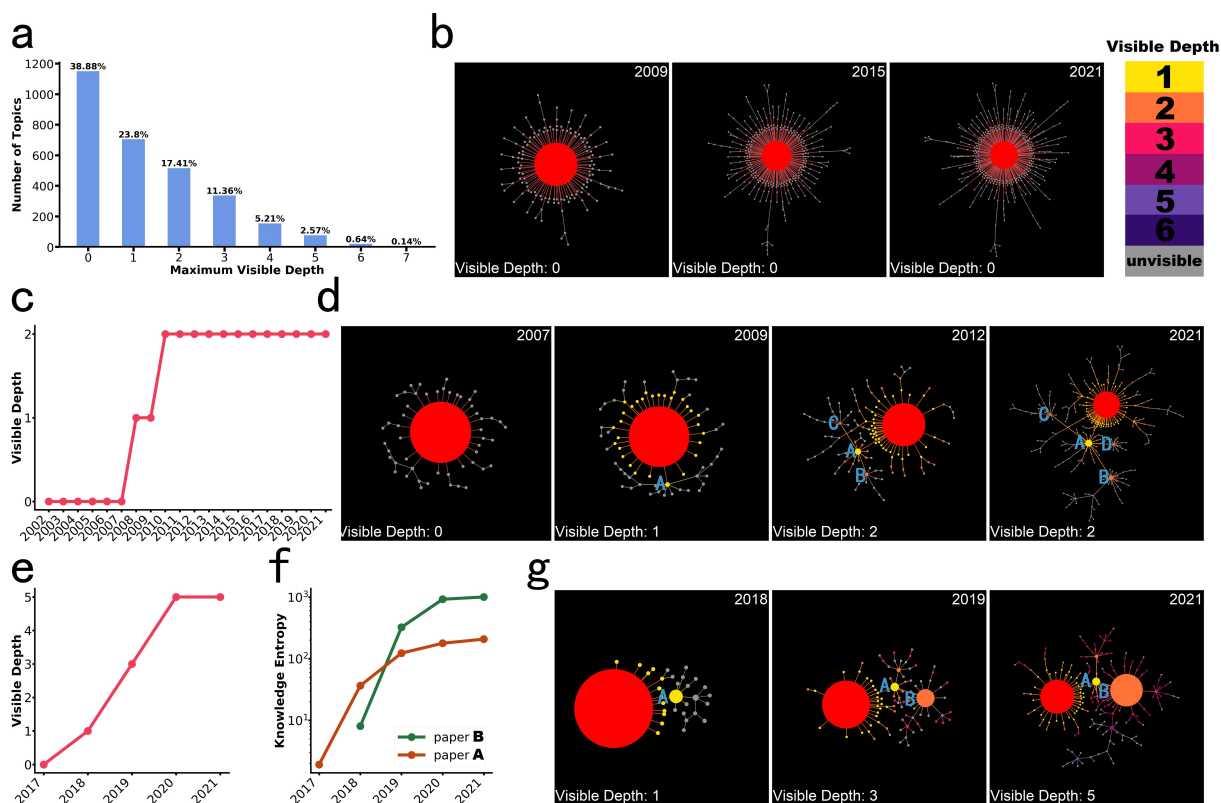 a
Number of Topics
1200
1000
800
600
400
200
0
38.88%
23.8%
17.41%
11.36%
5.21%
2.57%
0.64%
0.14%
0 1 2 3 4 5 6 7
Maximum Visible Depth
b
2009
Visible Depth: 0
2015
Visible Depth: 0
2021
Visible Depth: 0
Visible Depth
1
2
3
4
5
6
unvisible
c
Visible Depth
2
1
0
2002 2003 2004 2005 2006 2007 2008 2009 2010 2011 2012 2013 2014 2015 2016 2017 2018 2019 2020 2021
d
2007
Visible Depth: 0
2009
A
Visible Depth: 1
2012
C
A
B
Visible Depth: 2
2021
C
A D
B
Visible Depth: 2
e
Visible Depth
5
4
3
2
1
0
2017 2018 2019 2020 2021
f
Knowledge Entropy
10³
10²
10¹
paper B
paper A
2017 2018 2019 2020 2021
g
2018
A
Visible Depth: 1
2019
A
B
Visible Depth: 3
2021
A
B
Visible Depth: 5